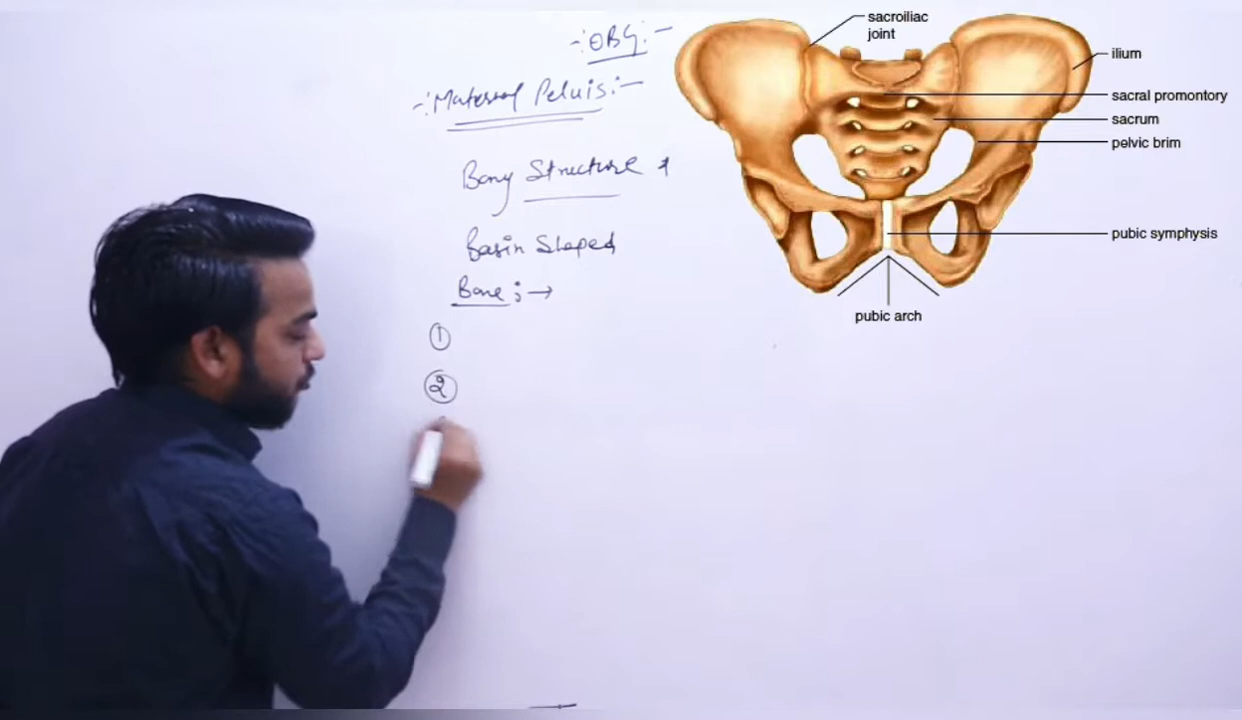 -: OBG :-
-: Maternal Pelvis :-
Bony Structure
Basin Shaped
Bone ; →
①
②
sacroiliac
joint
ilium
sacral promontory
sacrum
pelvic brim
pubic symphysis
pubic arch